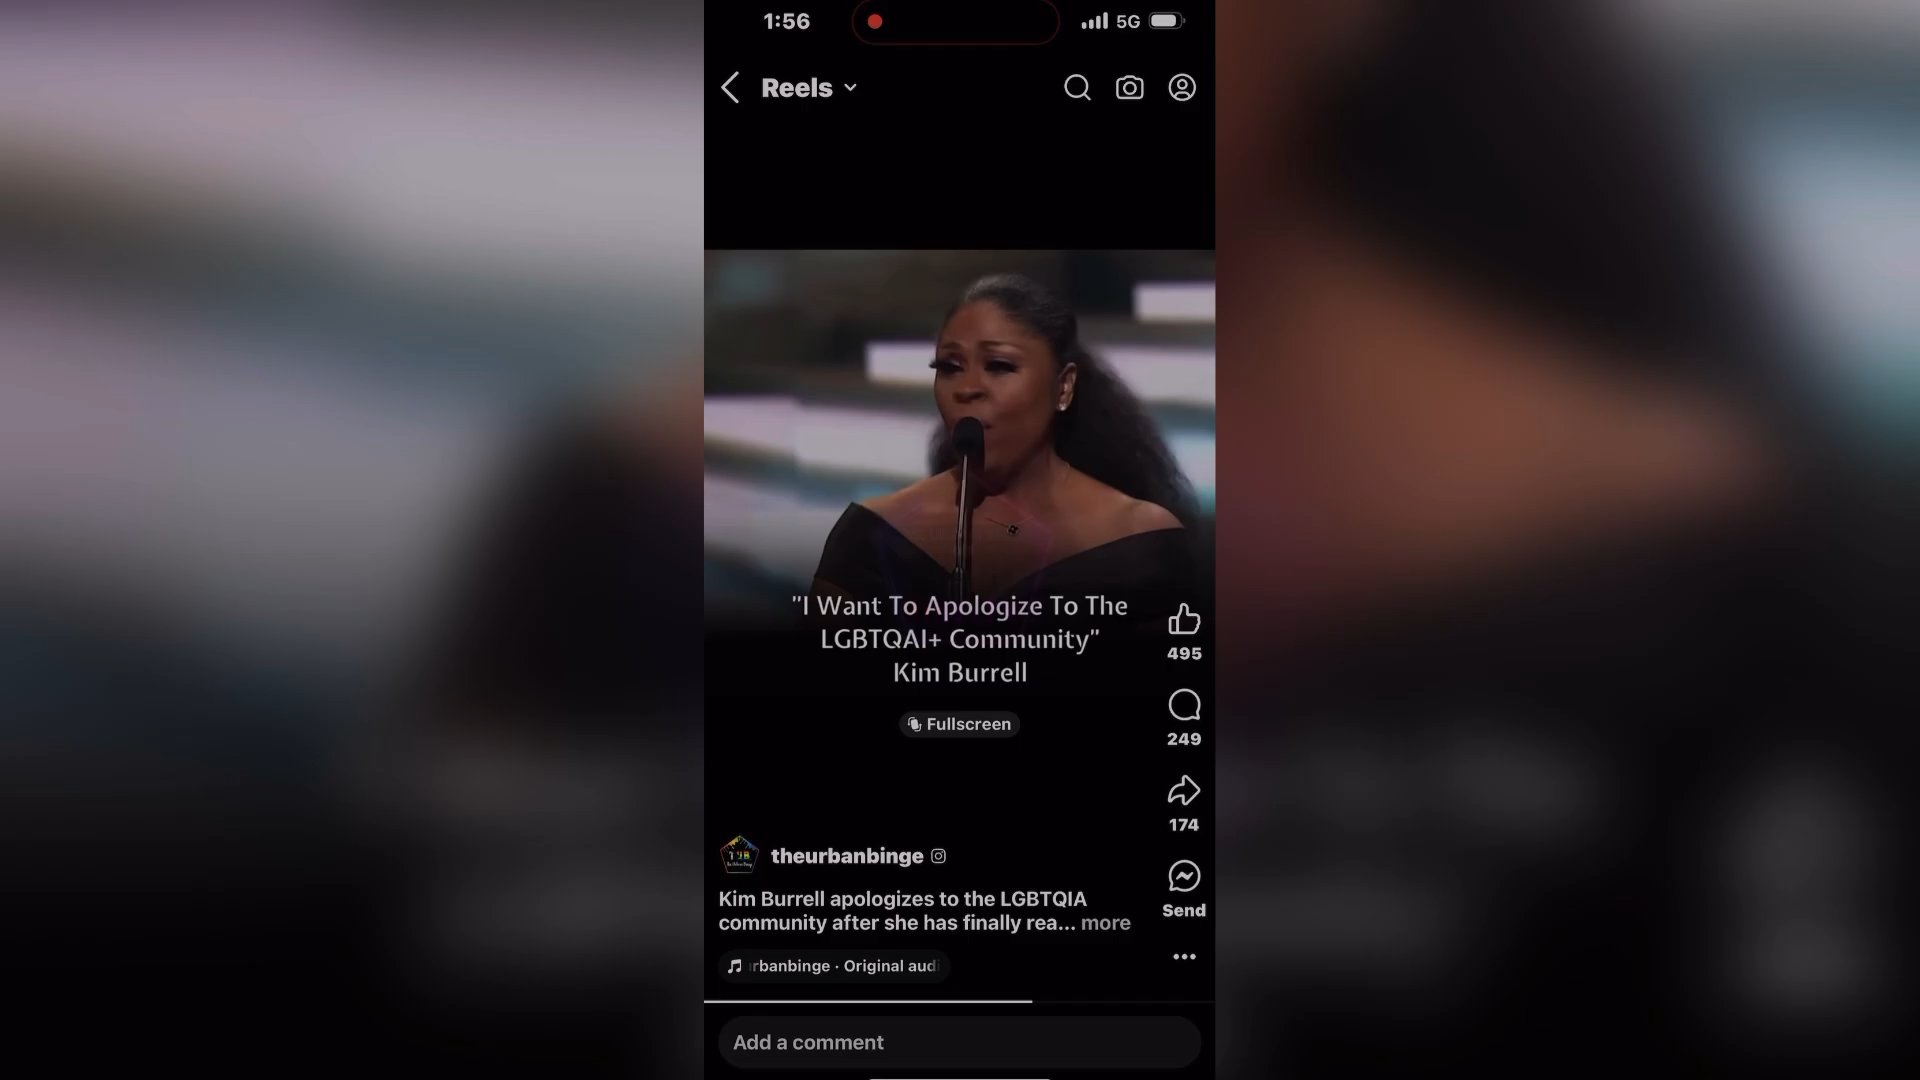 1:56
5G
Reels
"I Want To Apologize To The
LGBTQAI+ Community"
Kim Burrell
495
Fullscreen
249
174
theurbanbinge
Kim Burrell apologizes to the LGBTQIA
community after she has finally rea... more
Send
rbanbinge · Original audi
Add a comment